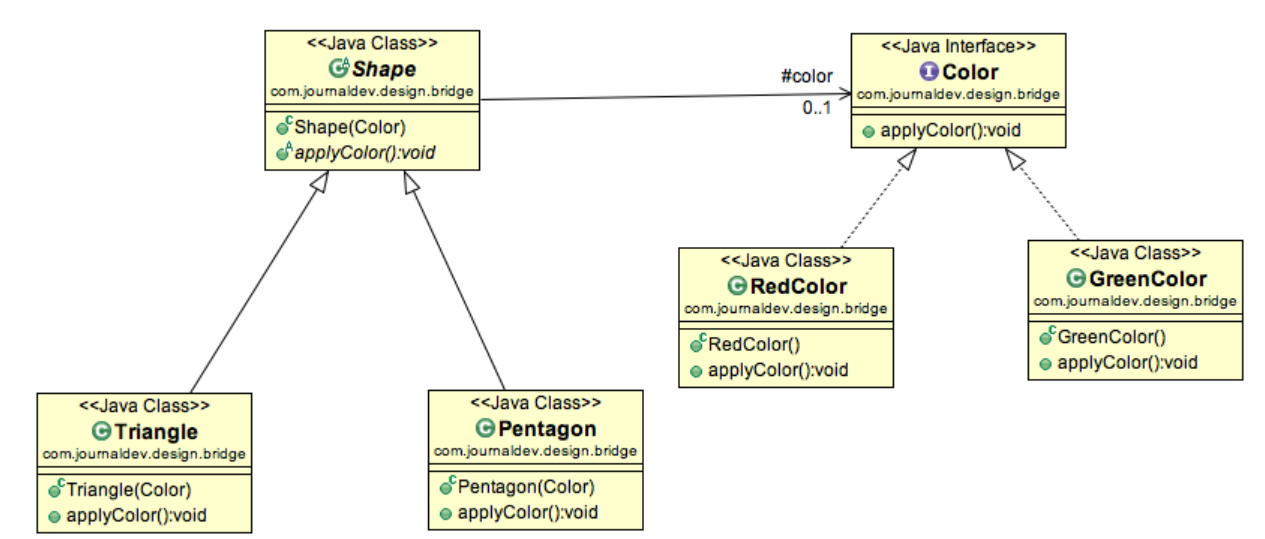 <<Java Class>>
Shape
com.journaldev.design.bridge
Shape(Color)
applyColor():void
#color
0..1
<<Java Interface>>
Color
com.journaldev.design.bridge
applyColor():void
<<Java Class>>
RedColor
com.journaldev.design.bridge
RedColor()
applyColor():void
<<Java Class>>
GreenColor
com.journaldev.design.bridge
GreenColor()
applyColor():void
<<Java Class>>
Triangle
com.journaldev.design.bridge
Triangle(Color)
applyColor():void
<<Java Class>>
Pentagon
com.journaldev.design.bridge
Pentagon(Color)
applyColor():void